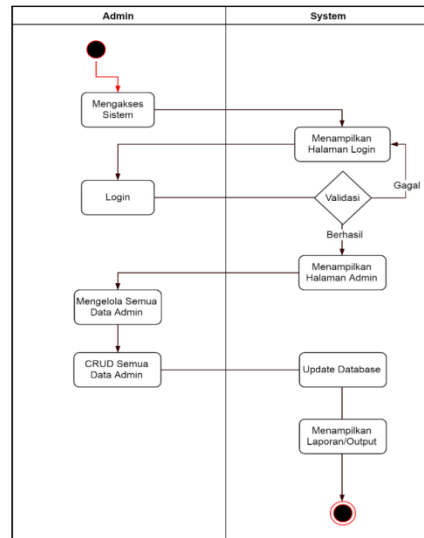 Admin
System
Mengakses
Sistem
Menampilkan
Halaman Login
Login
Validasi
Gagal
Berhasil
Menampilkan
Halaman Admin
Mengelola Semua
Data Admin
CRUD Semua
Data Admin
Update Database
Menampilkan
Laporan/Output